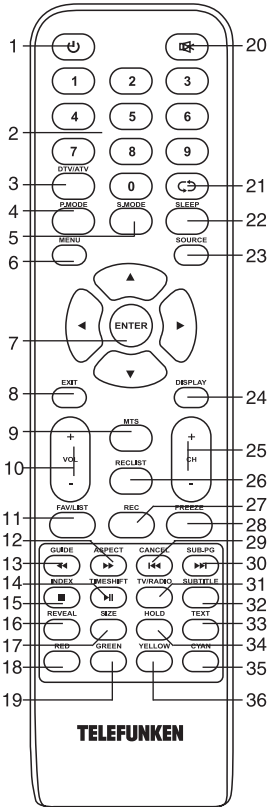 1 20
1 2 3
2
4 5 6
7 8 9
DTV/ATV
3 0 21
P.MODE S.MODE SLEEP
4 22
5
MENU SOURCE
6 23
7 ENTER
EXIT DISPLAY
8 24
MTS
9
+ +
10 VOL CH 25
- -
RECLIST
26
FAV/LIST REC FREEZE
11 27
28
12 29
GUIDE ASPECT CANCEL SUB-PG
13 30
INDEX TIMESHIFT TV/RADIO SUBTITLE
14 31
15 32
REVEAL SIZE HOLD TEXT
16 33
17 34
RED GREEN YELLOW CYAN
18 35
19 36
TELEFUNKEN